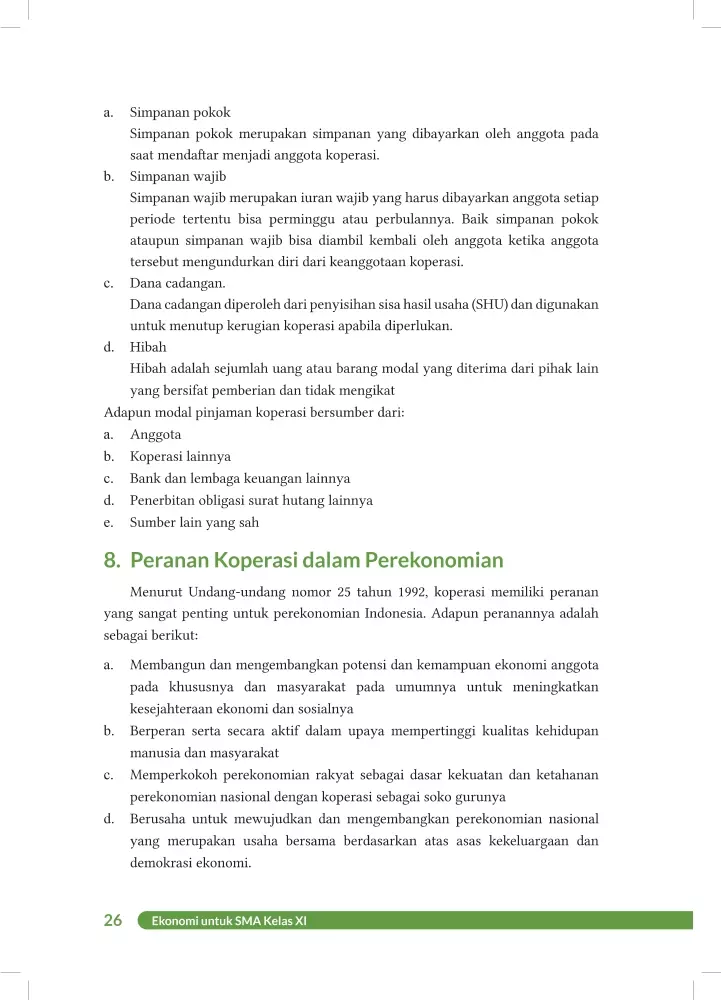 a. Simpanan pokok
Simpanan pokok merupakan simpanan yang dibayarkan oleh anggota pada
saat mendaftar menjadi anggota koperasi.
b. Simpanan wajib
Simpanan wajib merupakan iuran wajib yang harus dibayarkan anggota setiap
periode tertentu bisa perminggu atau perbulannya. Baik simpanan pokok
ataupun simpanan wajib bisa diambil kembali oleh anggota ketika anggota
tersebut mengundurkan diri dari keanggotaan koperasi.
c. Dana cadangan.
Dana cadangan diperoleh dari penyisihan sisa hasil usaha (SHU) dan digunakan
untuk menutup kerugian koperasi apabila diperlukan.
d. Hibah
Hibah adalah sejumlah uang atau barang modal yang diterima dari pihak lain
yang bersifat pemberian dan tidak mengikat
Adapun modal pinjaman koperasi bersumber dari:
a. Anggota
b. Koperasi lainnya
c. Bank dan lembaga keuangan lainnya
d. Penerbitan obligasi surat hutang lainnya
e. Sumber lain yang sah
8. Peranan Koperasi dalam Perekonomian
Menurut Undang-undang nomor 25 tahun 1992, koperasi memiliki peranan
yang sangat penting untuk perekonomian Indonesia. Adapun peranannya adalah
sebagai berikut:
a. Membangun dan mengembangkan potensi dan kemampuan ekonomi anggota
pada khususnya dan masyarakat pada umumnya untuk meningkatkan
kesejahteraan ekonomi dan sosialnya
b. Berperan serta secara aktif dalam upaya mempertinggi kualitas kehidupan
manusia dan masyarakat
c. Memperkokoh perekonomian rakyat sebagai dasar kekuatan dan ketahanan
perekonomian nasional dengan koperasi sebagai soko gurunya
d. Berusaha untuk mewujudkan dan mengembangkan perekonomian nasional
yang merupakan usaha bersama berdasarkan atas asas kekeluargaan dan
demokrasi ekonomi.
26 Ekonomi untuk SMA Kelas XI